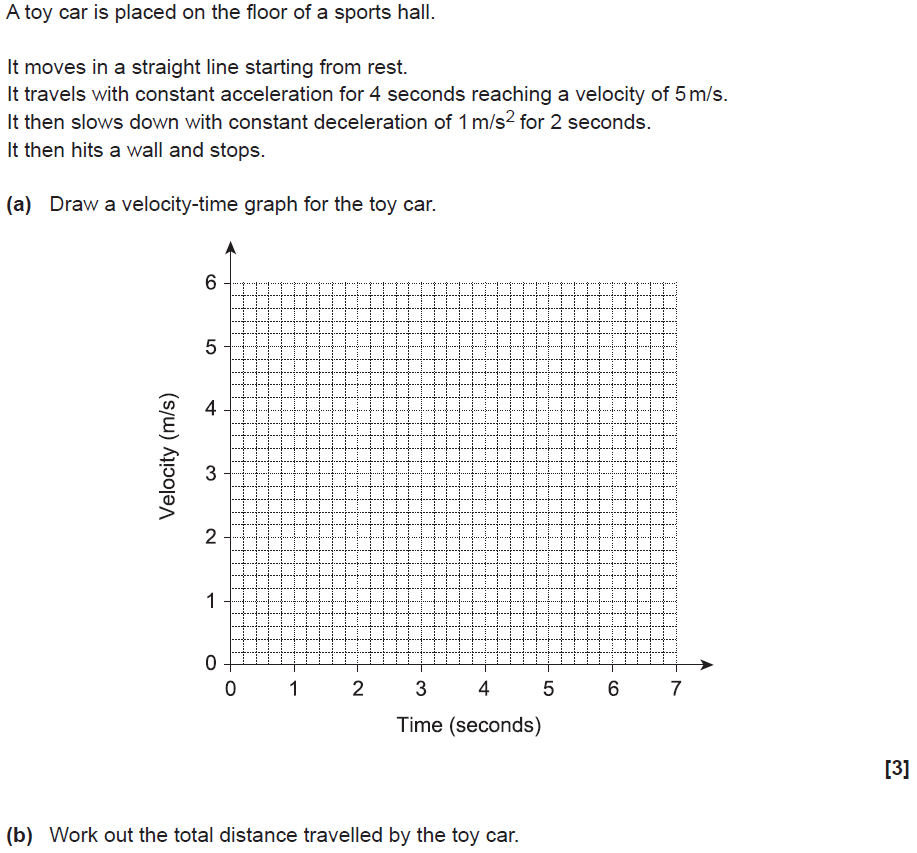 A toy car is placed on the floor of a sports hall.
It moves in a straight line starting from rest.
It travels with constant acceleration for 4 seconds reaching a velocity of 5 m/s.
It then slows down with constant deceleration of 1 m/s² for 2 seconds.
It then hits a wall and stops.
(a) Draw a velocity-time graph for the toy car.
6
5
4
3
2
1
0
Velocity (m/s)
0 1 2 3 4 5 6 7
Time (seconds)
[3]
(b) Work out the total distance travelled by the toy car.